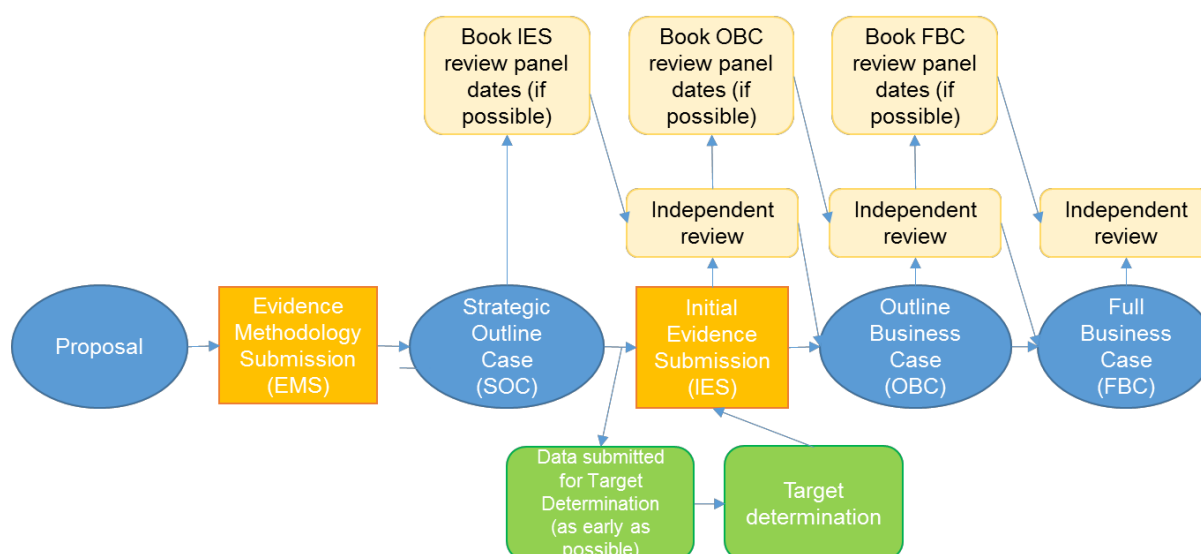 Book IES
review panel
dates (if
possible)
Book OBC
review panel
dates (if
possible)
Book FBC
review panel
dates (if
possible)
Independent
review
Independent
review
Independent
review
Proposal
Evidence
Methodology
Submission
(EMS)
Strategic
Outline
Case
(SOC)
Initial
Evidence
Submission
(IES)
Outline
Business
Case
(OBC)
Full
Business
Case
(FBC)
Data submitted
for Target
Determination
(as early as
possible)
Target
determination